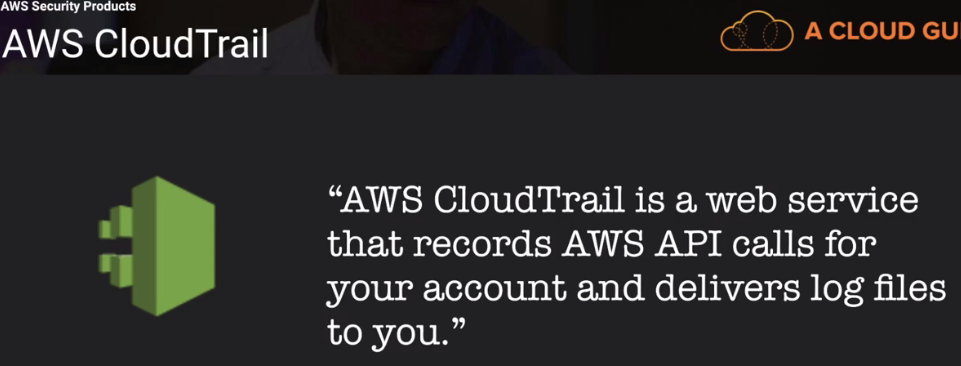 AWS Security Products
AWS CloudTrail
A CLOUD
“AWS CloudTrail is a web service
that records AWS API calls for
your account and delivers log files
to you.”